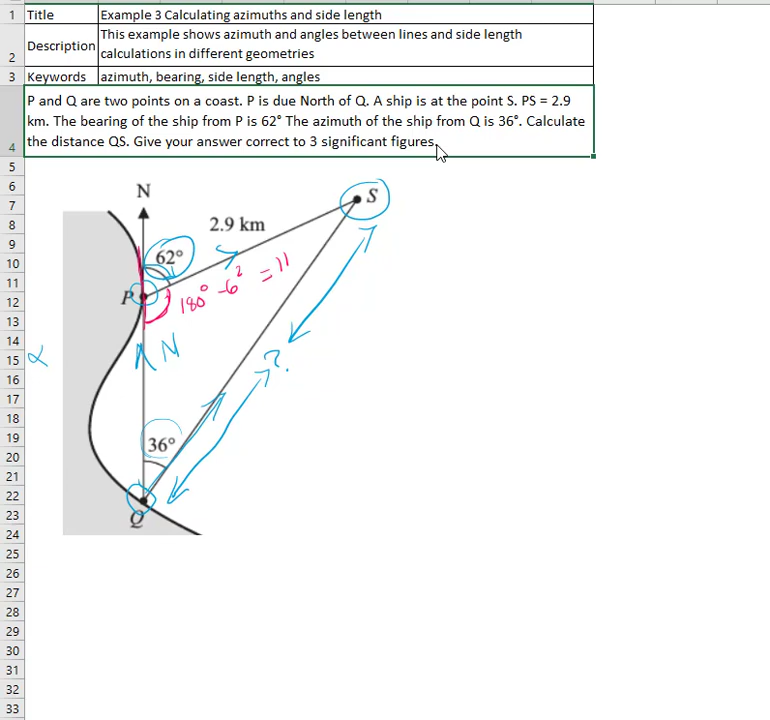 1 Title Example 3 Calculating azimuths and side length
This example shows azimuth and angles between lines and side length
2 Description calculations in different geometries
3 Keywords azimuth, bearing, side length, angles
P and Q are two points on a coast. P is due North of Q. A ship is at the point S. PS = 2.9
km. The bearing of the ship from P is 62° The azimuth of the ship from Q is 36°. Calculate
4 the distance QS. Give your answer correct to 3 significant figures.
5
6 N S
7
8 2.9 km
9
10 62°
11
12 P 180° -62 = 11
13
14 N
15 α ?
16
17
18
19 36°
20
21
22
23 Q
24
25
26
27
28
29
30
31
32
33